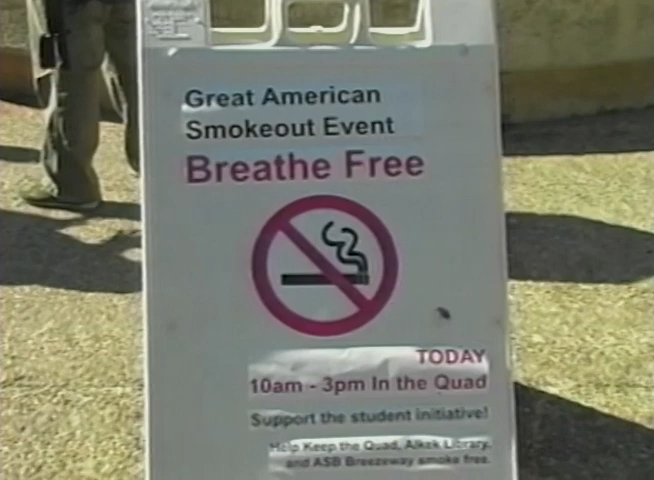 Great American
Smokeout Event
Breathe Free
TODAY
10am - 3pm In the Quad
Support the student initiative!
Help Keep the Quad, Alkek Library,
and ASB Breezeway smoke free.